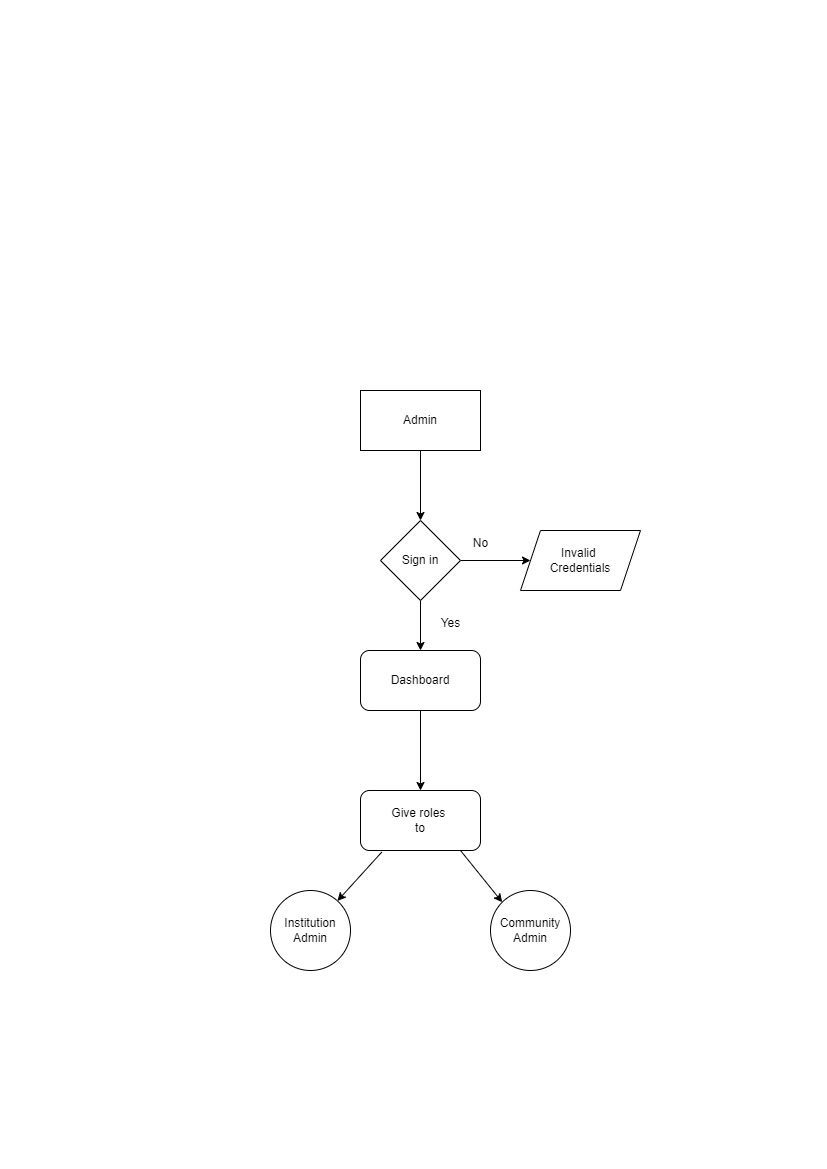 Admin
Sign in
No
Invalid
Credentials
Yes
Dashboard
Give roles
to
Institution
Admin
Community
Admin